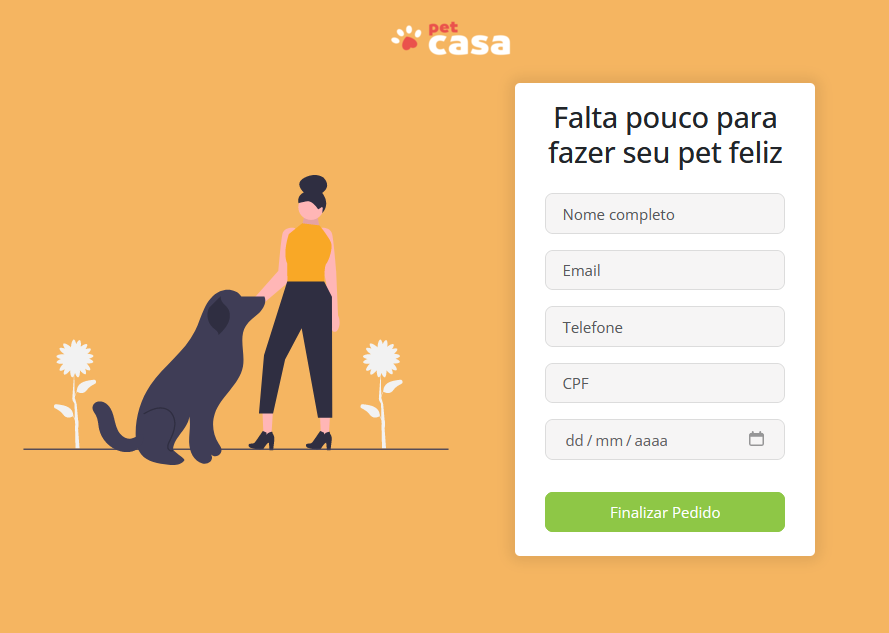 pet
casa
Falta pouco para
fazer seu pet feliz
Nome completo
Email
Telefone
CPF
dd / mm / aaaa
Finalizar Pedido